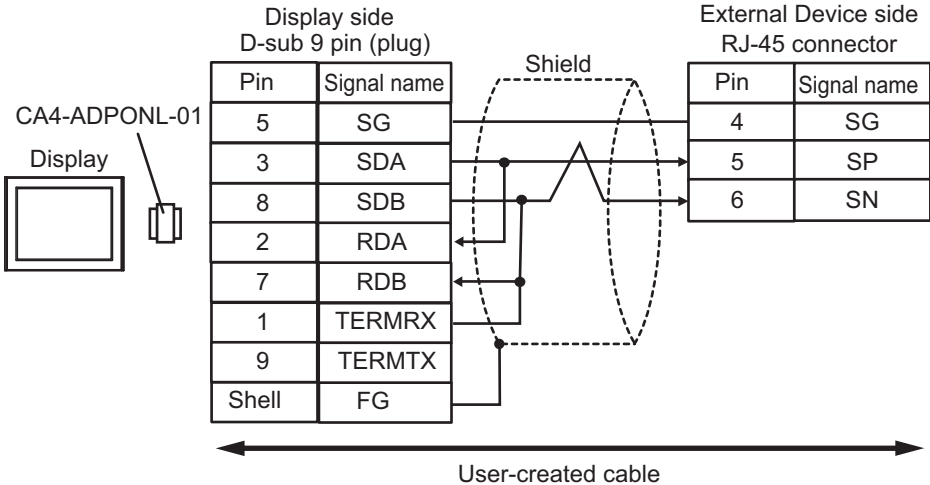 Display side
D-sub 9 pin (plug)
External Device side
RJ-45 connector
Shield
CA4-ADPONL-01
Display
Pin Signal name
5 SG
3 SDA
8 SDB
2 RDA
7 RDB
1 TERMRX
9 TERMTX
Shell FG
Pin Signal name
4 SG
5 SP
6 SN
User-created cable